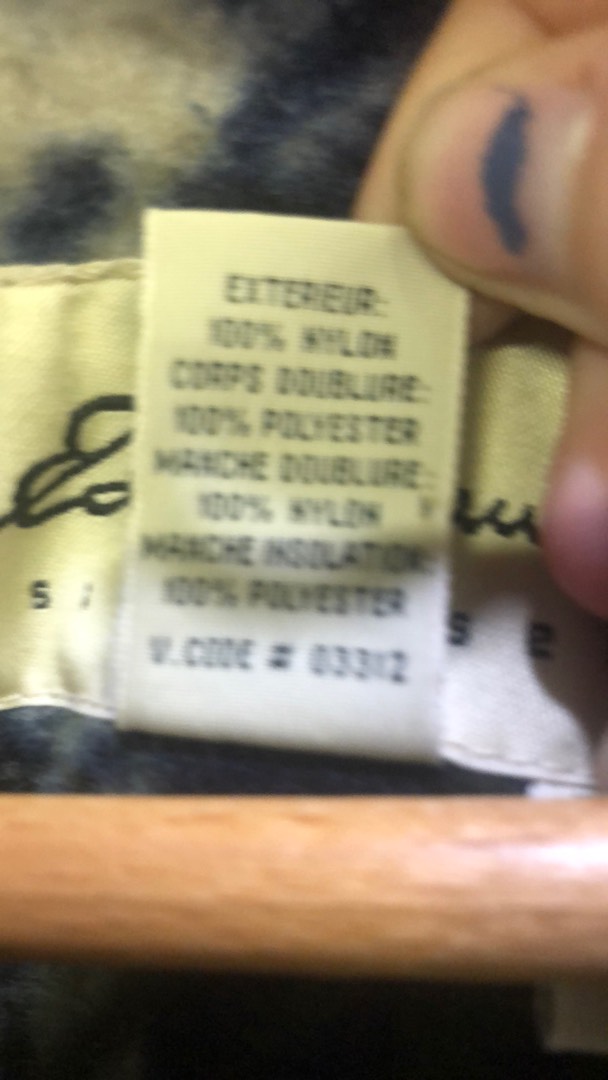 EXTERIEUR:
100% NYLON
CORPS DOUBLURE:
100% POLYESTER
MANCHE DOUBLURE:
100% NYLON
MANCHE INSOLATION:
100% POLYESTER
V.CODE # 03312